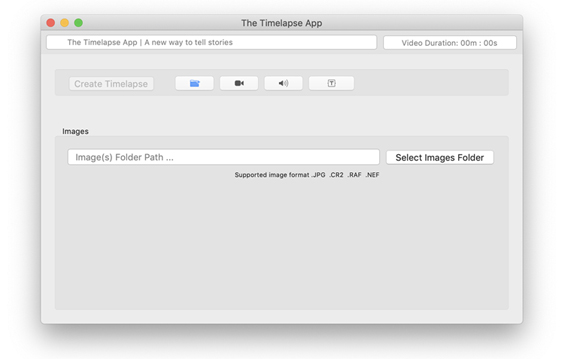 The Timelapse App
The Timelapse App | A new way to tell stories
Video Duration: 00m : 00s
Create Timelapse
T
Images
Image(s) Folder Path ...
Select Images Folder
Supported image format .JPG .CR2 .RAF .NEF